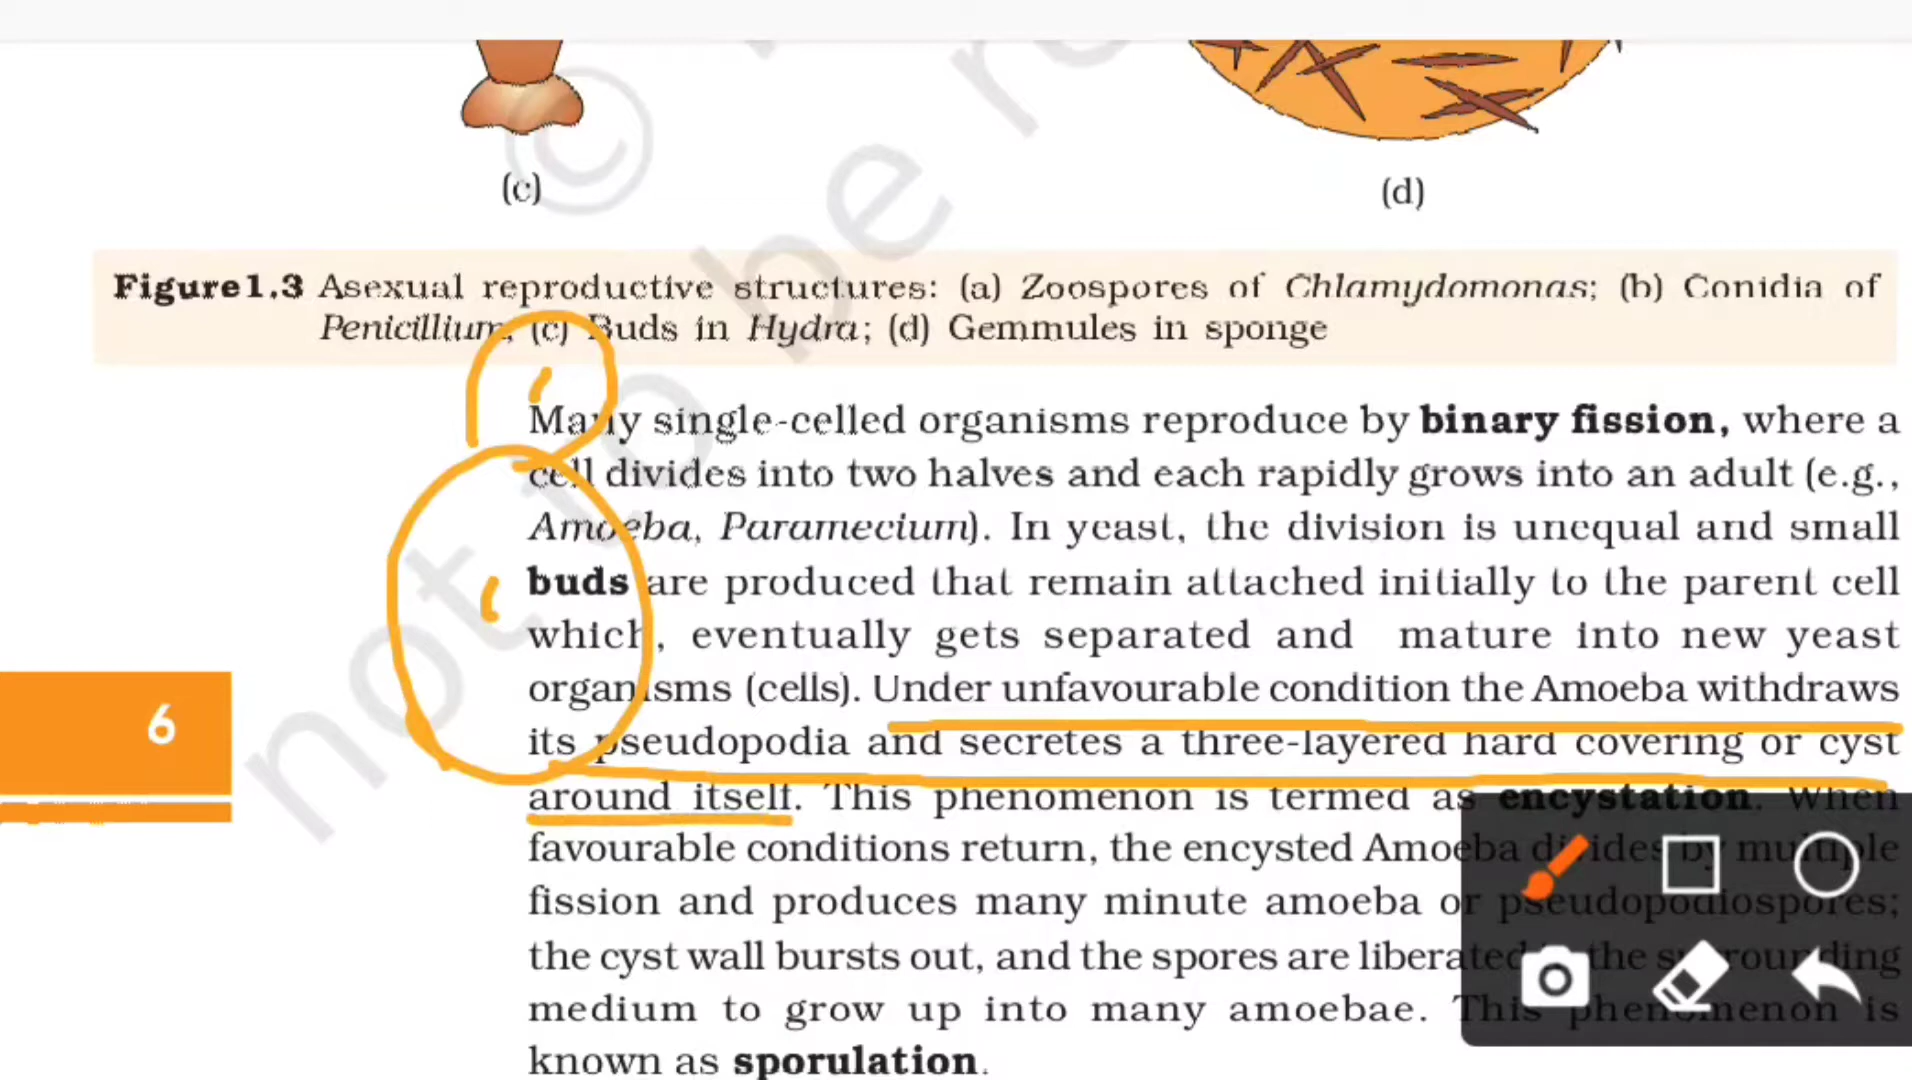 (c)
(d)
Figure1.3 Asexual reproductive structures: (a) Zoospores of Chlamydomonas; (b) Conidia of
Penicillium; (c) Buds in Hydra; (d) Gemmules in sponge
Many single-celled organisms reproduce by binary fission, where a
cell divides into two halves and each rapidly grows into an adult (e.g.,
Amoeba, Paramecium). In yeast, the division is unequal and small
buds are produced that remain attached initially to the parent cell
which, eventually gets separated and mature into new yeast
organisms (cells). Under unfavourable condition the Amoeba withdraws
its pseudopodia and secretes a three-layered hard covering or cyst
around itself. This phenomenon is termed as encystation. When
favourable conditions return, the encysted Amoeba divides by multiple
fission and produces many minute amoeba or pseudopodiospores;
the cyst wall bursts out, and the spores are liberated in the surrounding
medium to grow up into many amoebae. This phenomenon is
known as sporulation.
6
© not to be